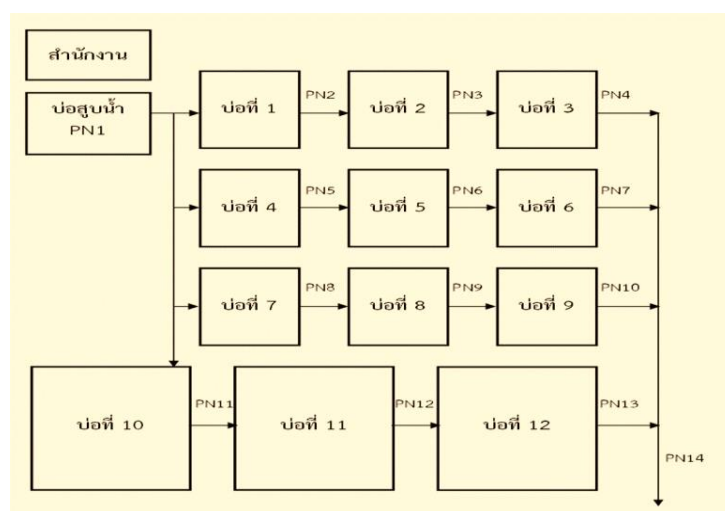 สำนักงาน
บ่อสูบน้ำ
PN1
บ่อที่ 1
PN2
บ่อที่ 2
PN3
บ่อที่ 3
PN4
บ่อที่ 4
PN5
บ่อที่ 5
PN6
บ่อที่ 6
PN7
บ่อที่ 7
PN8
บ่อที่ 8
PN9
บ่อที่ 9
PN10
บ่อที่ 10
PN11
บ่อที่ 11
PN12
บ่อที่ 12
PN13
PN14